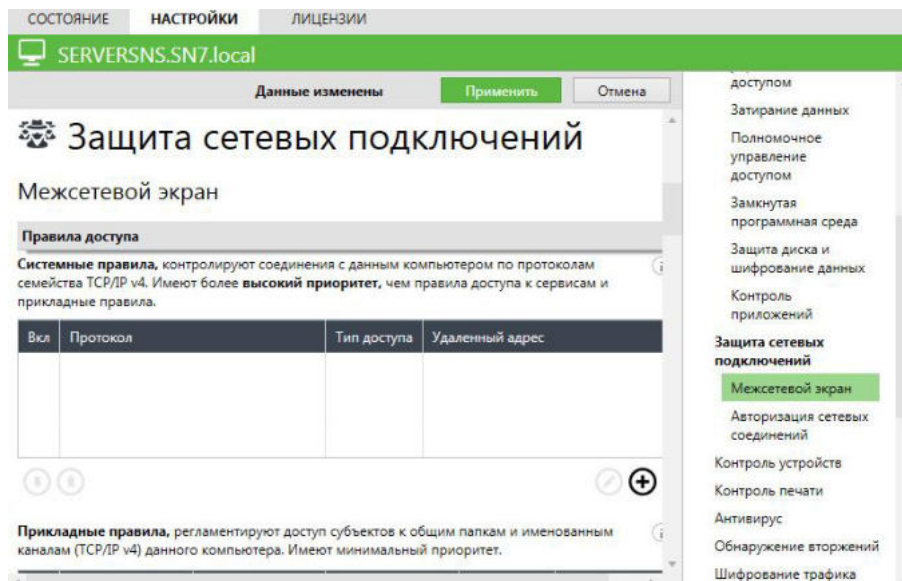 СОСТОЯНИЕ НАСТРОЙКИ ЛИЦЕНЗИИ
SERVERSNS.SN7.local
Данные изменены Применить Отмена
Защита сетевых подключений
Межсетевой экран
Правила доступа
Системные правила, контролируют соединения с данным компьютером по протоколам
семейства TCP/IP v4. Имеют более высокий приоритет, чем правила доступа к сервисам и
прикладные правила.
Вкл Протокол Тип доступа Удаленный адрес
Прикладные правила, регламентируют доступ субъектов к общим папкам и именованным
каналам (TCP/IP v4) данного компьютера. Имеют минимальный приоритет.
доступом
Затирание данных
Полномочное
управление
доступом
Замкнутая
программная среда
Защита диска и
шифрование данных
Контроль
приложений
Защита сетевых
подключений
Межсетевой экран
Авторизация сетевых
соединений
Контроль устройств
Контроль печати
Антивирус
Обнаружение вторжений
Шифрование трафика